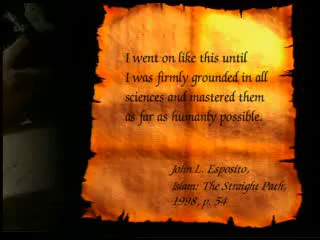 I went on like this until
I was firmly grounded in all
sciences and mastered them
as far as humanly possible.
John L. Esposito,
Islam: The Straight Path,
1998, p. 54